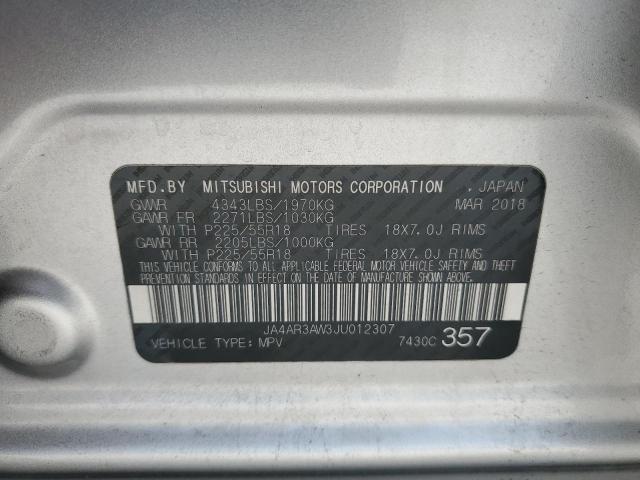 MFD.BY MITSUBISHI MOTORS CORPORATION , JAPAN
GVWR 4343LBS/1970KG MAR 2018
GAWR FR 2271LBS/1030KG
WITH P225/55R18 TIRES 18X7.0J RIMS
GAWR RR 2205LBS/1000KG
WITH P225/55R18 TIRES 18X7.0J RIMS
THIS VEHICLE CONFORMS TO ALL APPLICABLE FEDERAL MOTOR VEHICLE SAFETY AND THEFT
PREVENTION STANDARDS IN EFFECT ON THE DATE OF MANUFACTURE SHOWN ABOVE.
JA4AR3AW3JU012307
VEHICLE TYPE: MPV 7430C 357